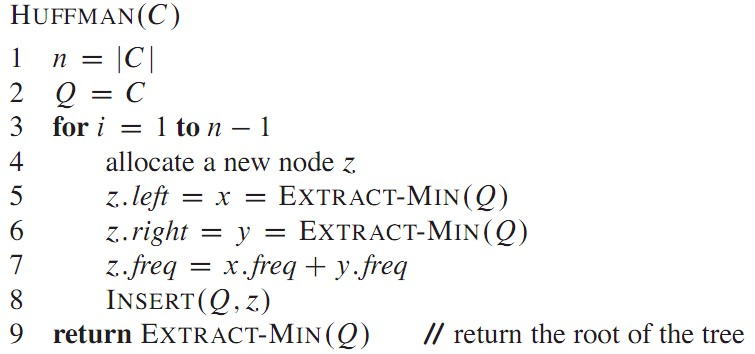 HUFFMAN(C)
1 n = |C|
2 Q = C
3 for i = 1 to n − 1
4 allocate a new node z
5 z.left = x = EXTRACT-MIN(Q)
6 z.right = y = EXTRACT-MIN(Q)
7 z.freq = x.freq + y.freq
8 INSERT(Q, z)
9 return EXTRACT-MIN(Q) // return the root of the tree